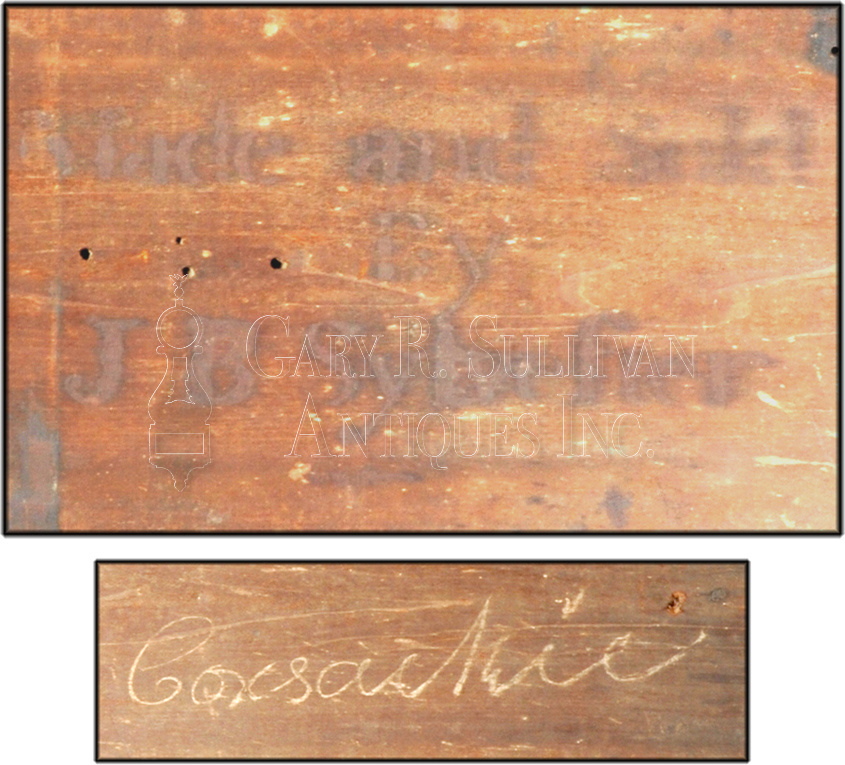 Made and Sold
By
J B
GARY R. SULLIVAN
ANTIQUES INC.
Coxsackie